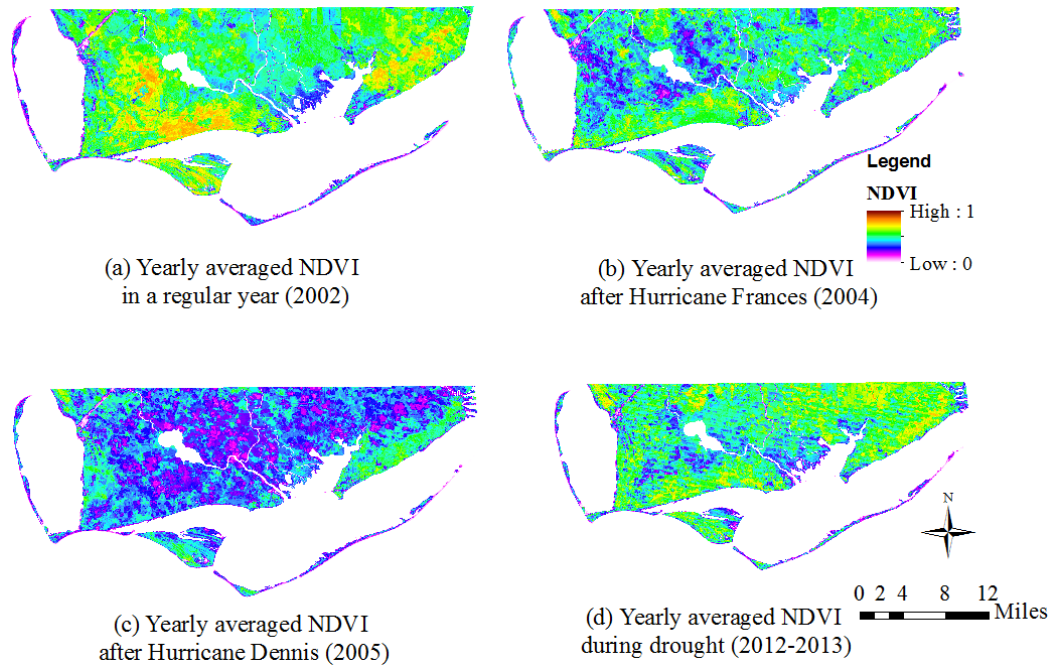 (a) Yearly averaged NDVI
in a regular year (2002)
(b) Yearly averaged NDVI
after Hurricane Frances (2004)
Legend
NDVI
High : 1
Low : 0
(c) Yearly averaged NDVI
after Hurricane Dennis (2005)
(d) Yearly averaged NDVI
during drought (2012-2013)
N
0 2 4 8 12
Miles